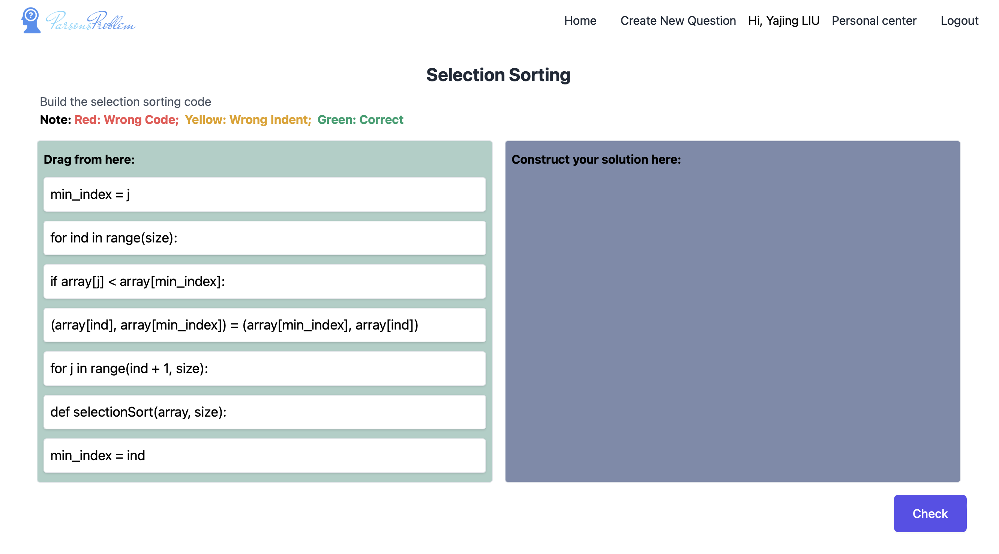 ? ParsonsProblem Home Create New Question Hi, Yajing LIU Personal center Logout
Selection Sorting
Build the selection sorting code
Note: Red: Wrong Code; Yellow: Wrong Indent; Green: Correct
Drag from here:
min_index = j
for ind in range(size):
if array[j] < array[min_index]:
(array[ind], array[min_index]) = (array[min_index], array[ind])
for j in range(ind + 1, size):
def selectionSort(array, size):
min_index = ind
Construct your solution here:
Check